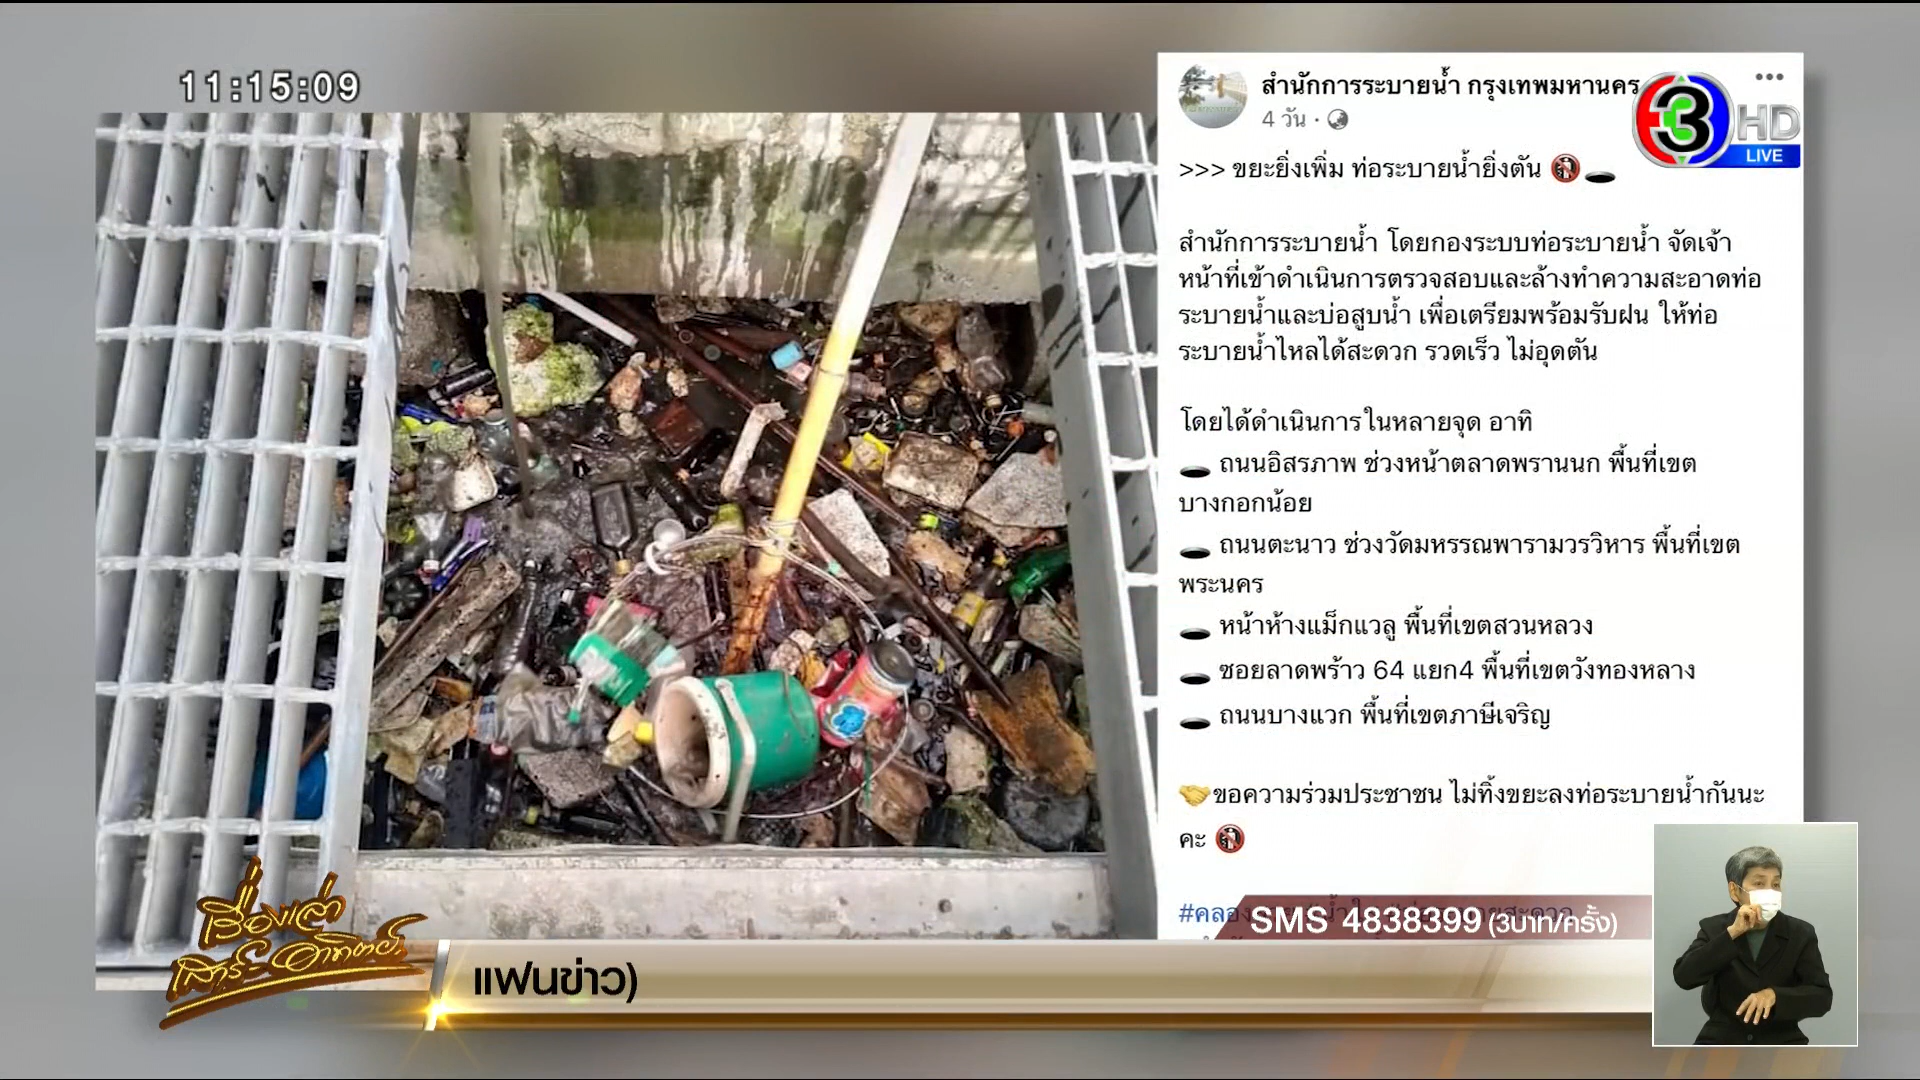 11:15:09
สำนักการระบายน้ำ กรุงเทพมหานคร
4 วัน ·
3 HD
LIVE
>>> ขยะยิ่งเพิ่ม ท่อระบายน้ำยิ่งตัน
สำนักการระบายน้ำ โดยกองระบบท่อระบายน้ำ จัดเจ้า
หน้าที่เข้าดำเนินการตรวจสอบและล้างทำความสะอาดท่อ
ระบายน้ำและบ่อสูบน้ำ เพื่อเตรียมพร้อมรับฝน ให้ท่อ
ระบายน้ำไหลได้สะดวก รวดเร็ว ไม่อุดตัน
โดยได้ดำเนินการในหลายจุด อาทิ
ถนนอิสรภาพ ช่วงหน้าตลาดพรานนก พื้นที่เขต
บางกอกน้อย
ถนนตะนาว ช่วงวัดมหรรณพารามวรวิหาร พื้นที่เขต
พระนคร
หน้าห้างแม็กแวลู พื้นที่เขตสวนหลวง
ซอยลาดพร้าว 64 แยก4 พื้นที่เขตวังทองหลาง
ถนนบางแวก พื้นที่เขตภาษีเจริญ
ขอความร่วมประชาชน ไม่ทิ้งขยะลงท่อระบายน้ำกันนะ
คะ
#คลอง
SMS 4838399 (3บาท/ครั้ง)
เรื่องเล่า
เสาร์-อาทิตย์
แฟนข่าว)